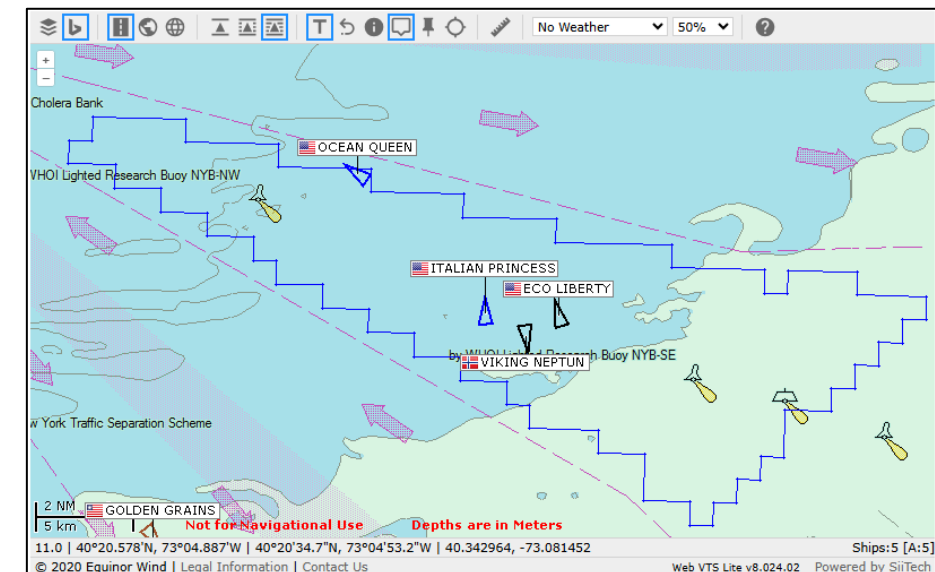 T No Weather 50%
+
−
Cholera Bank
OCEAN QUEEN
WHOI Lighted Research Buoy NYB-NW
ITALIAN PRINCESS
ECO LIBERTY
by WHOI Lighted Research Buoy NYB-SE
VIKING NEPTUN
w York Traffic Separation Scheme
2 NM
GOLDEN GRAINS
5 km
Not for Navigational Use Depths are in Meters
11.0 | 40°20.578'N, 73°04.887'W | 40°20'34.7"N, 73°04'53.2"W | 40.342964, -73.081452 Ships:5 [A:5]
© 2020 Equinor Wind | Legal Information | Contact Us Web VTS Lite v8.024.02 Powered by SiiTech